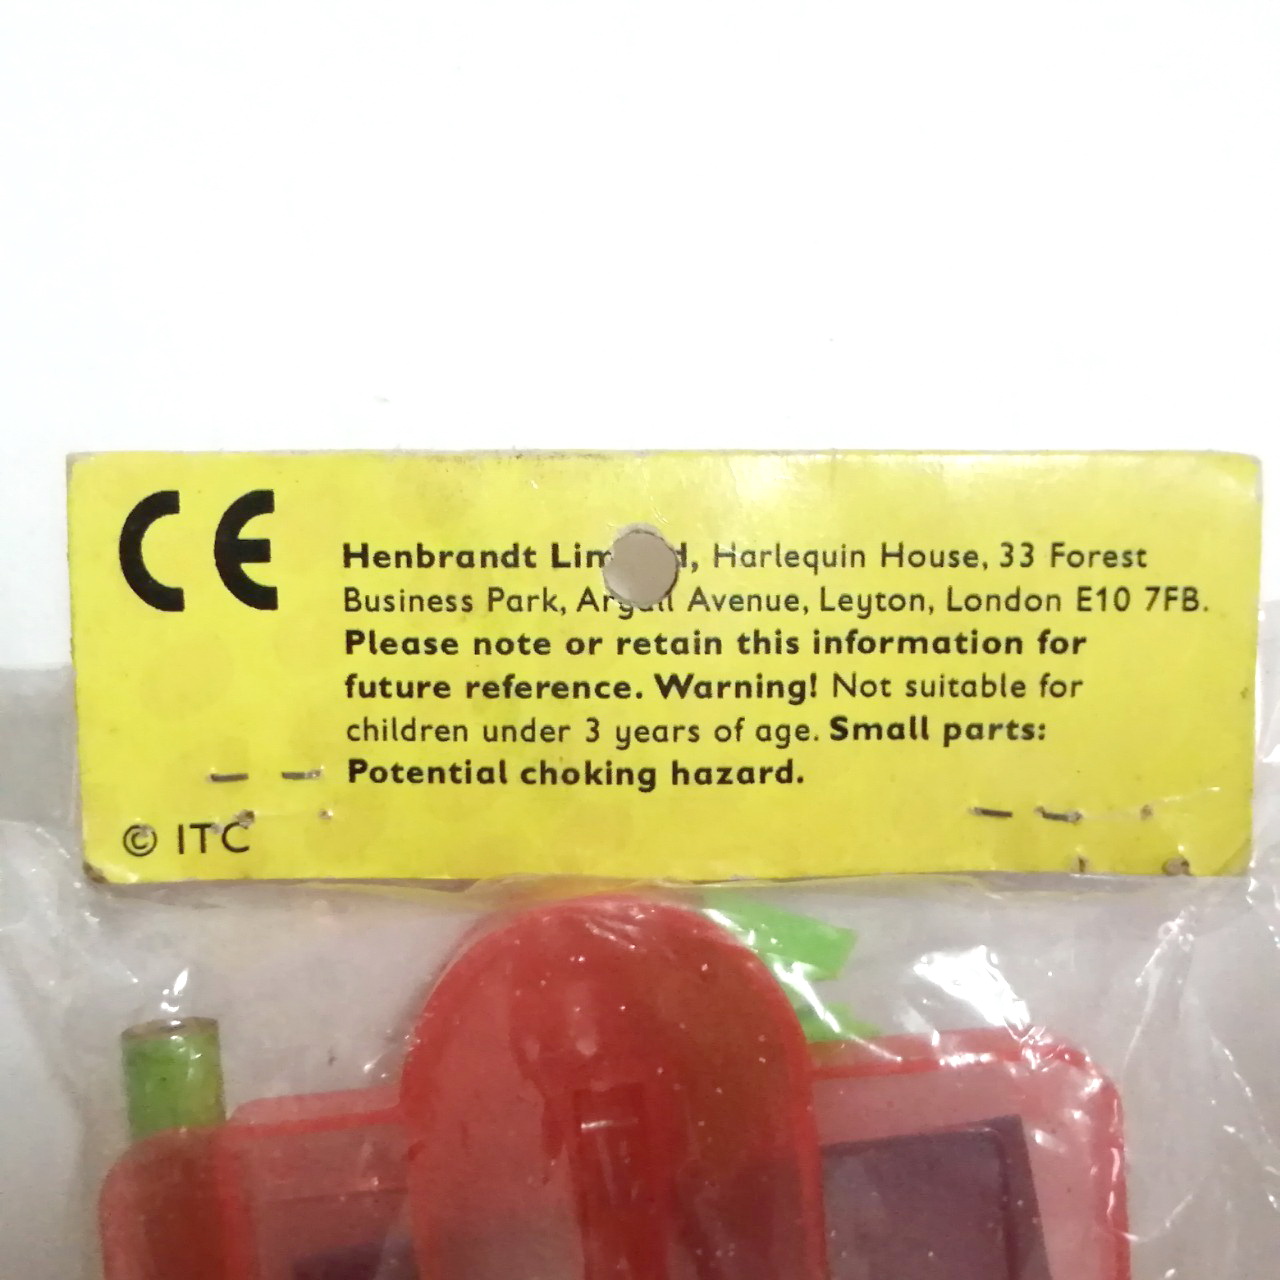 CE
Henbrandt Lim d, Harlequin House, 33 Forest
Business Park, Argall Avenue, Leyton, London E10 7FB.
Please note or retain this information for
future reference. Warning! Not suitable for
children under 3 years of age. Small parts:
Potential choking hazard.
© ITC